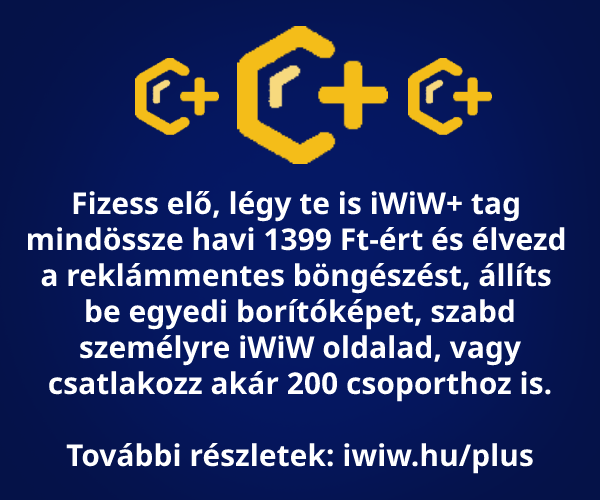 Fizess elő, légy te is iWiW+ tag
mindössze havi 1399 Ft-ért és élvezd
a reklámmentes böngészést, állíts
be egyedi borítóképet, szabd
személyre iWiW oldalad, vagy
csatlakozz akár 200 csoporthoz is.
További részletek: iwiw.hu/plus